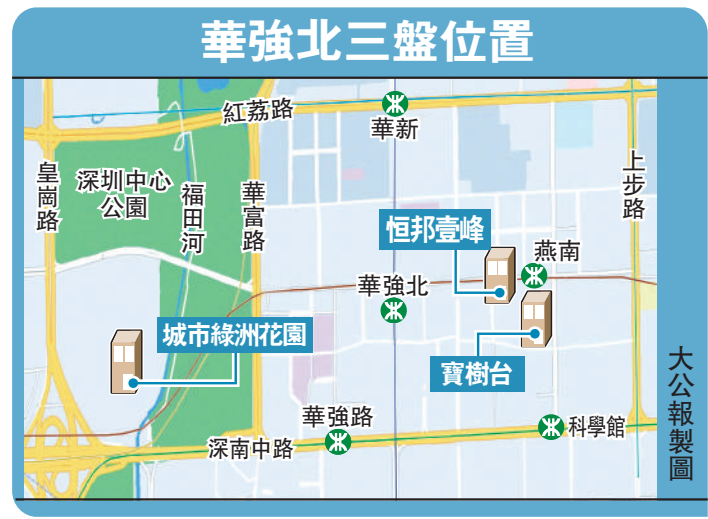 華強北三盤位置
紅荔路
華新
皇崗路
深圳中心
公園
福田河
華富路
上步路
恒邦壹峰
燕南
華強北
城市綠洲花園
寶樹台
華強路
深南中路
科學館
大公報製圖